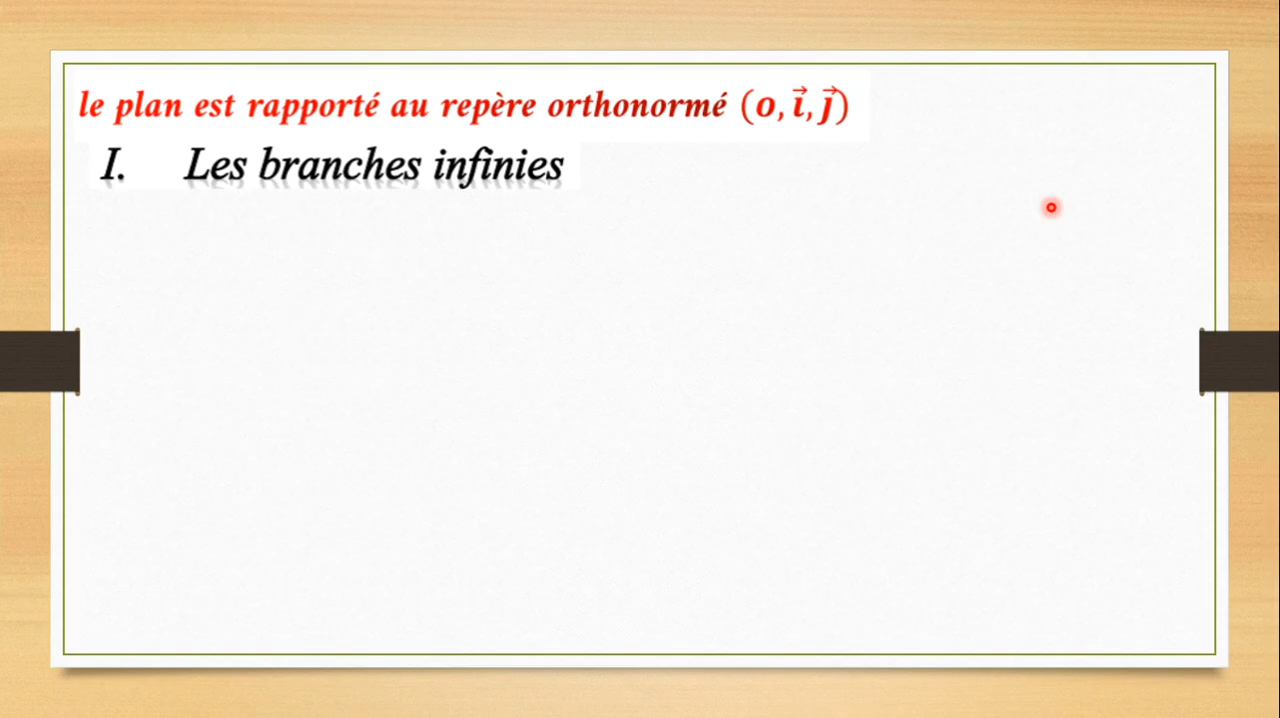 le plan est rapporté au repère orthonormé (o, i⃗, j⃗)
I. Les branches infinies